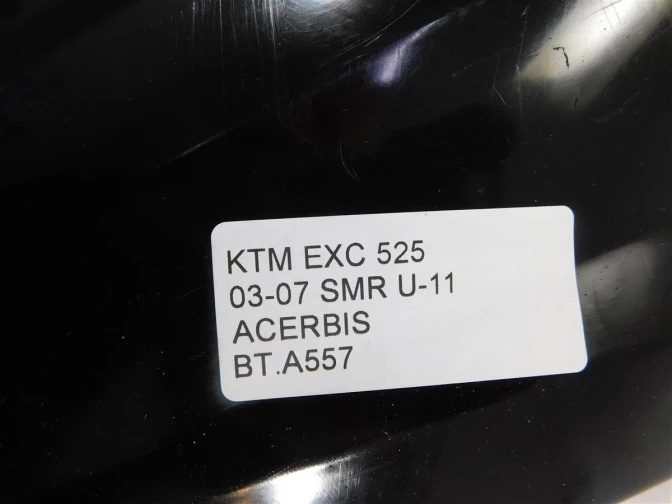 KTM EXC 525
03-07 SMR U-11
ACERBIS
BT.A557